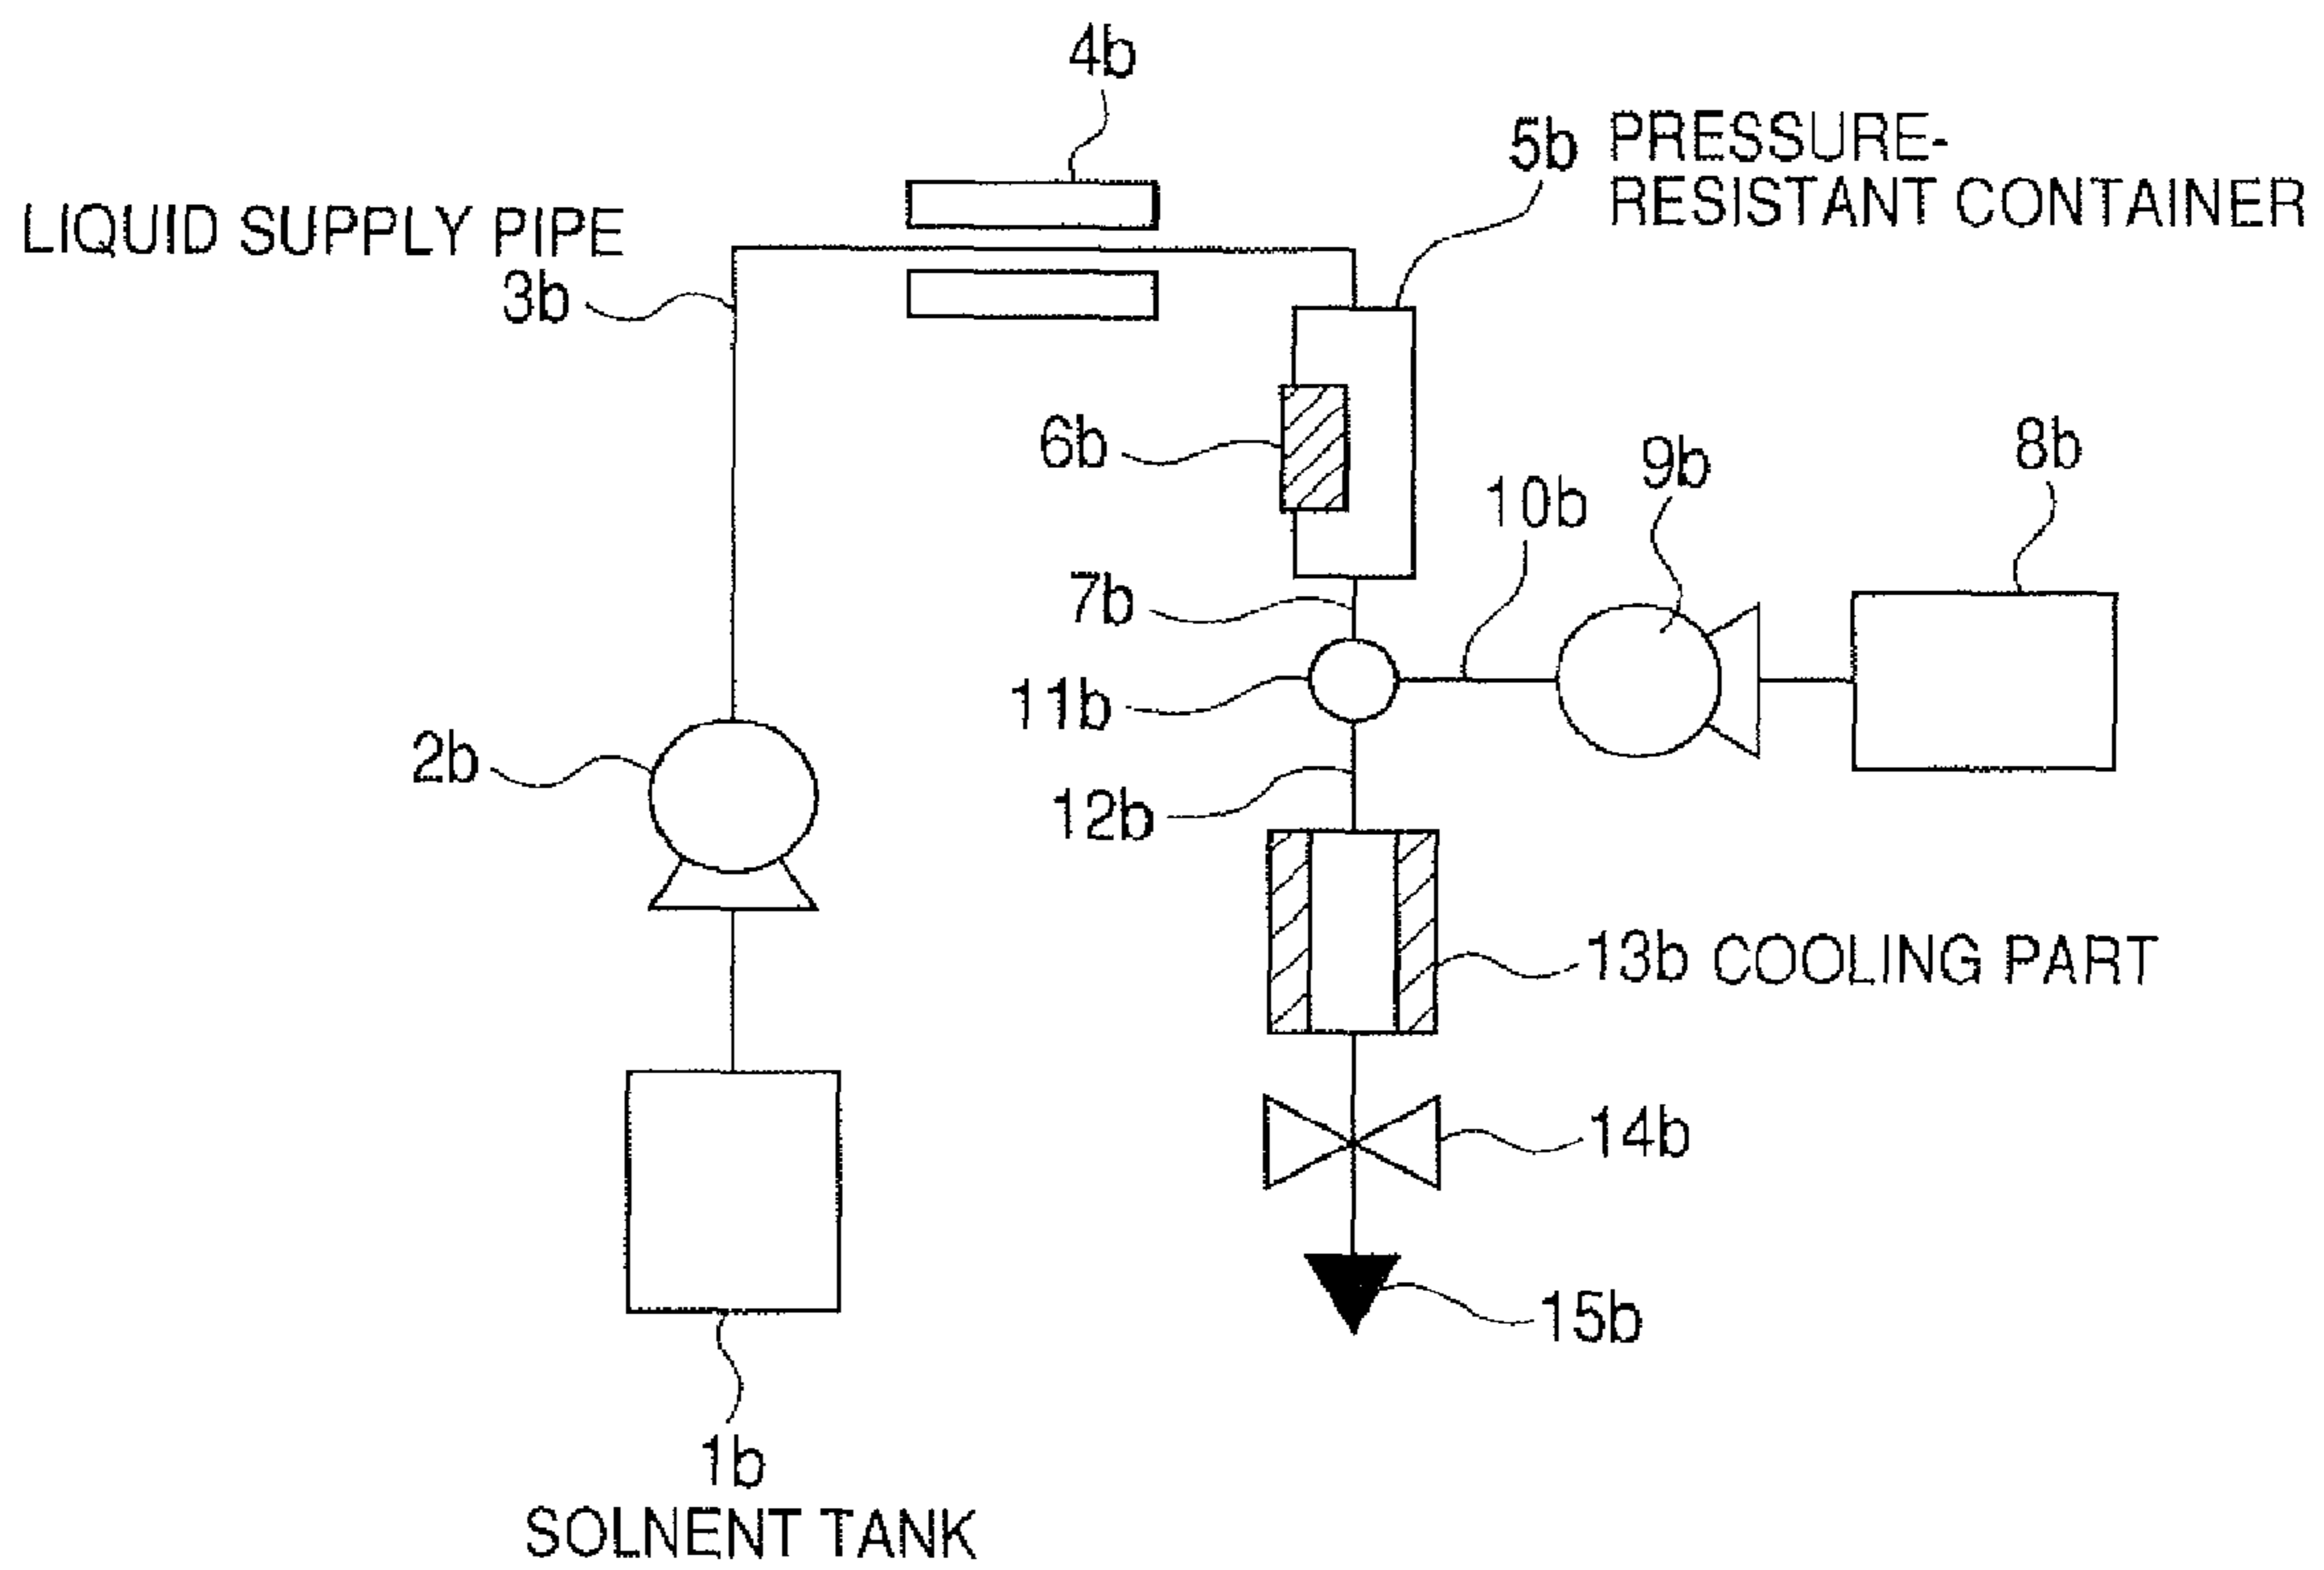 4b
5b PRESSURE-
RESISTANT CONTAINER
LIQUID SUPPLY PIPE
3b
6b
8b
9b
10b
7b
11b
2b
12b
13b COOLING PART
14b
15b
1b
SOLNENT TANK